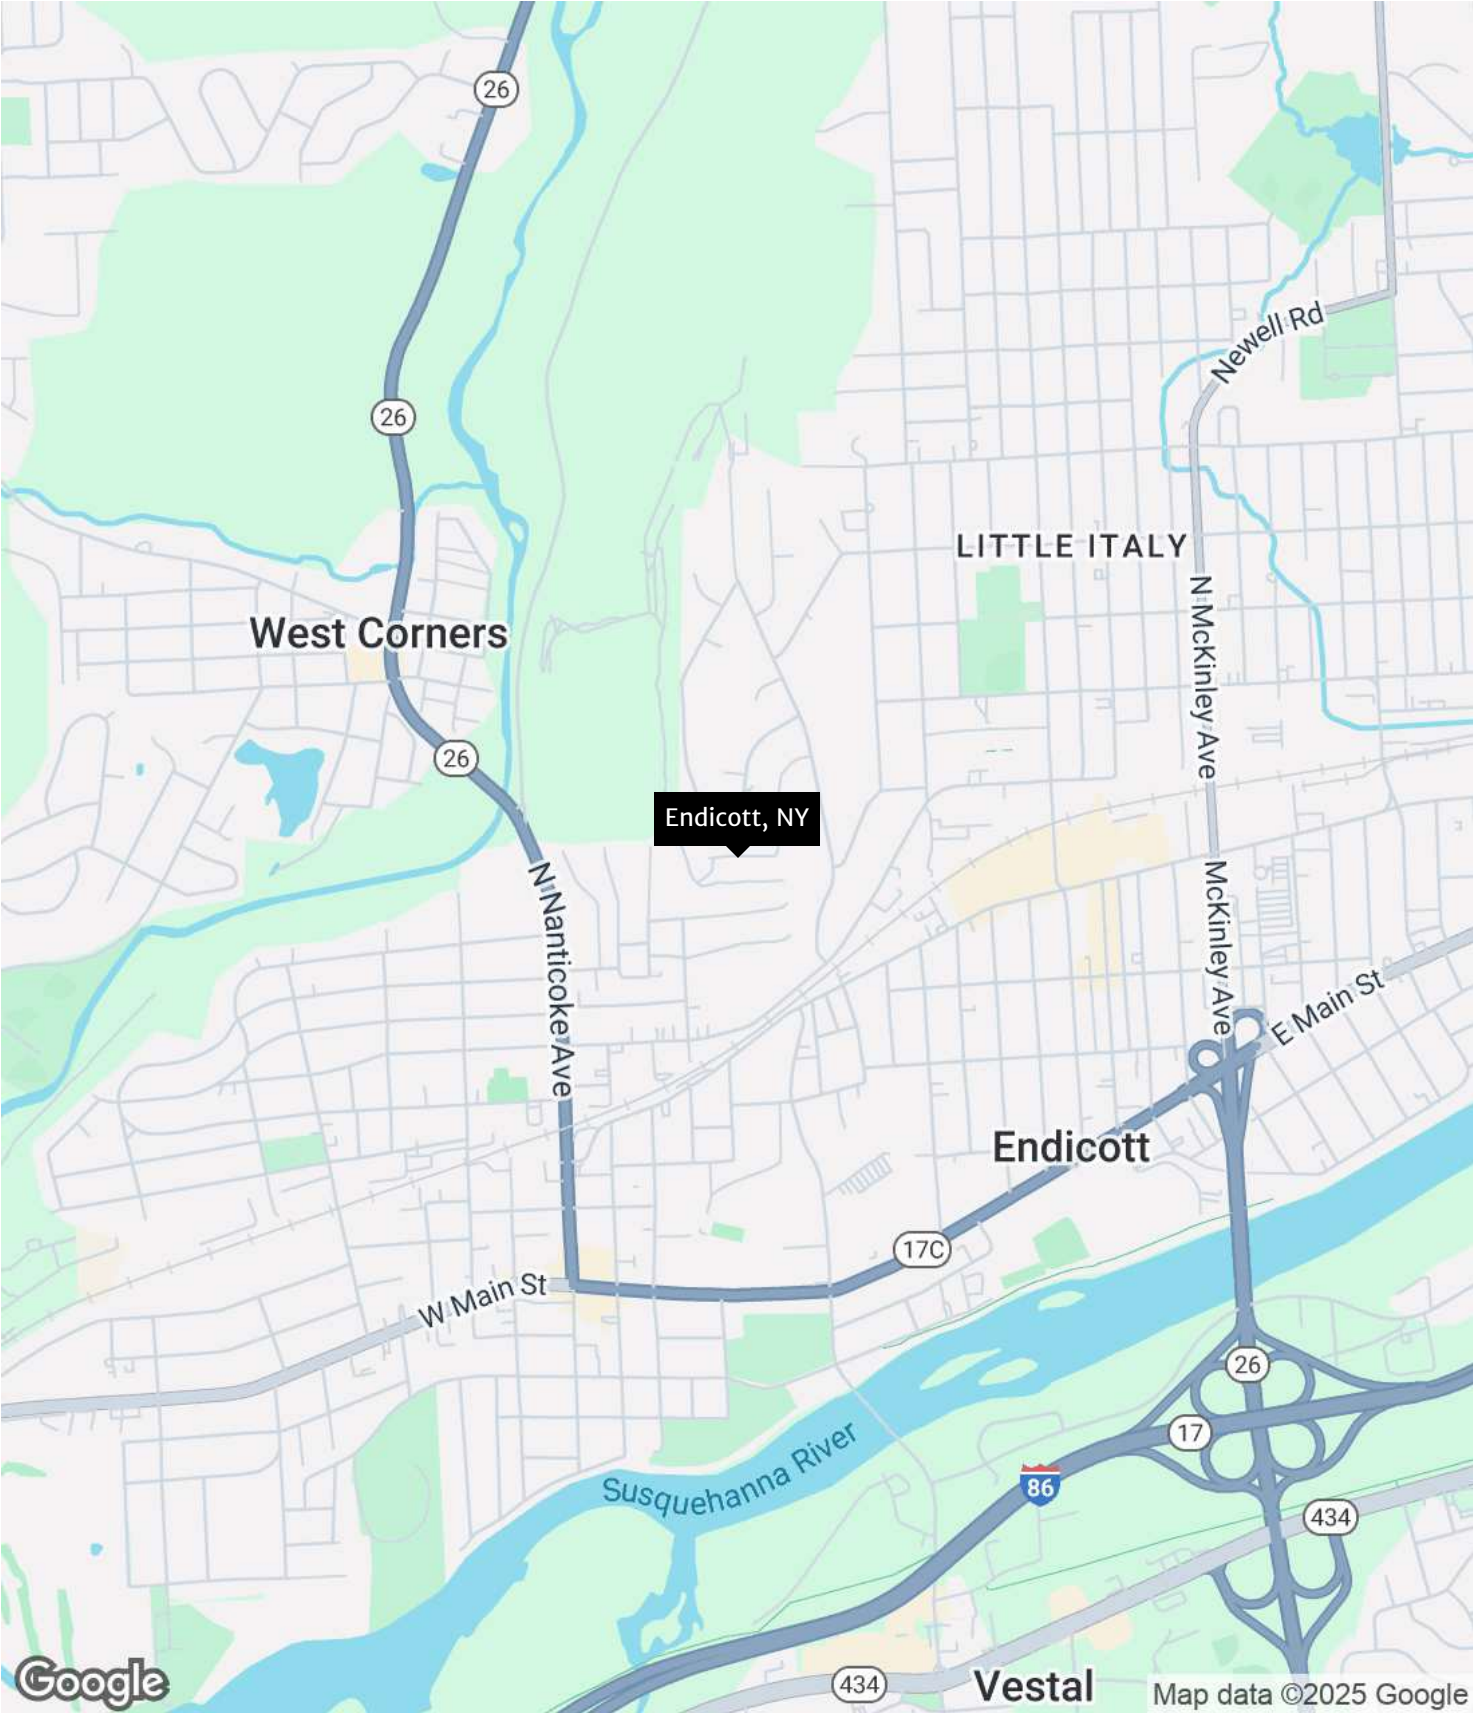 26
26
Newell Rd
LITTLE ITALY
N McKinley Ave
West Corners
26
Endicott, NY
N Nanticoke Ave
McKinley Ave
E Main St
Endicott
17C
W Main St
26
17
Susquehanna River
86
434
434
Vestal
Google
Map data ©2025 Google